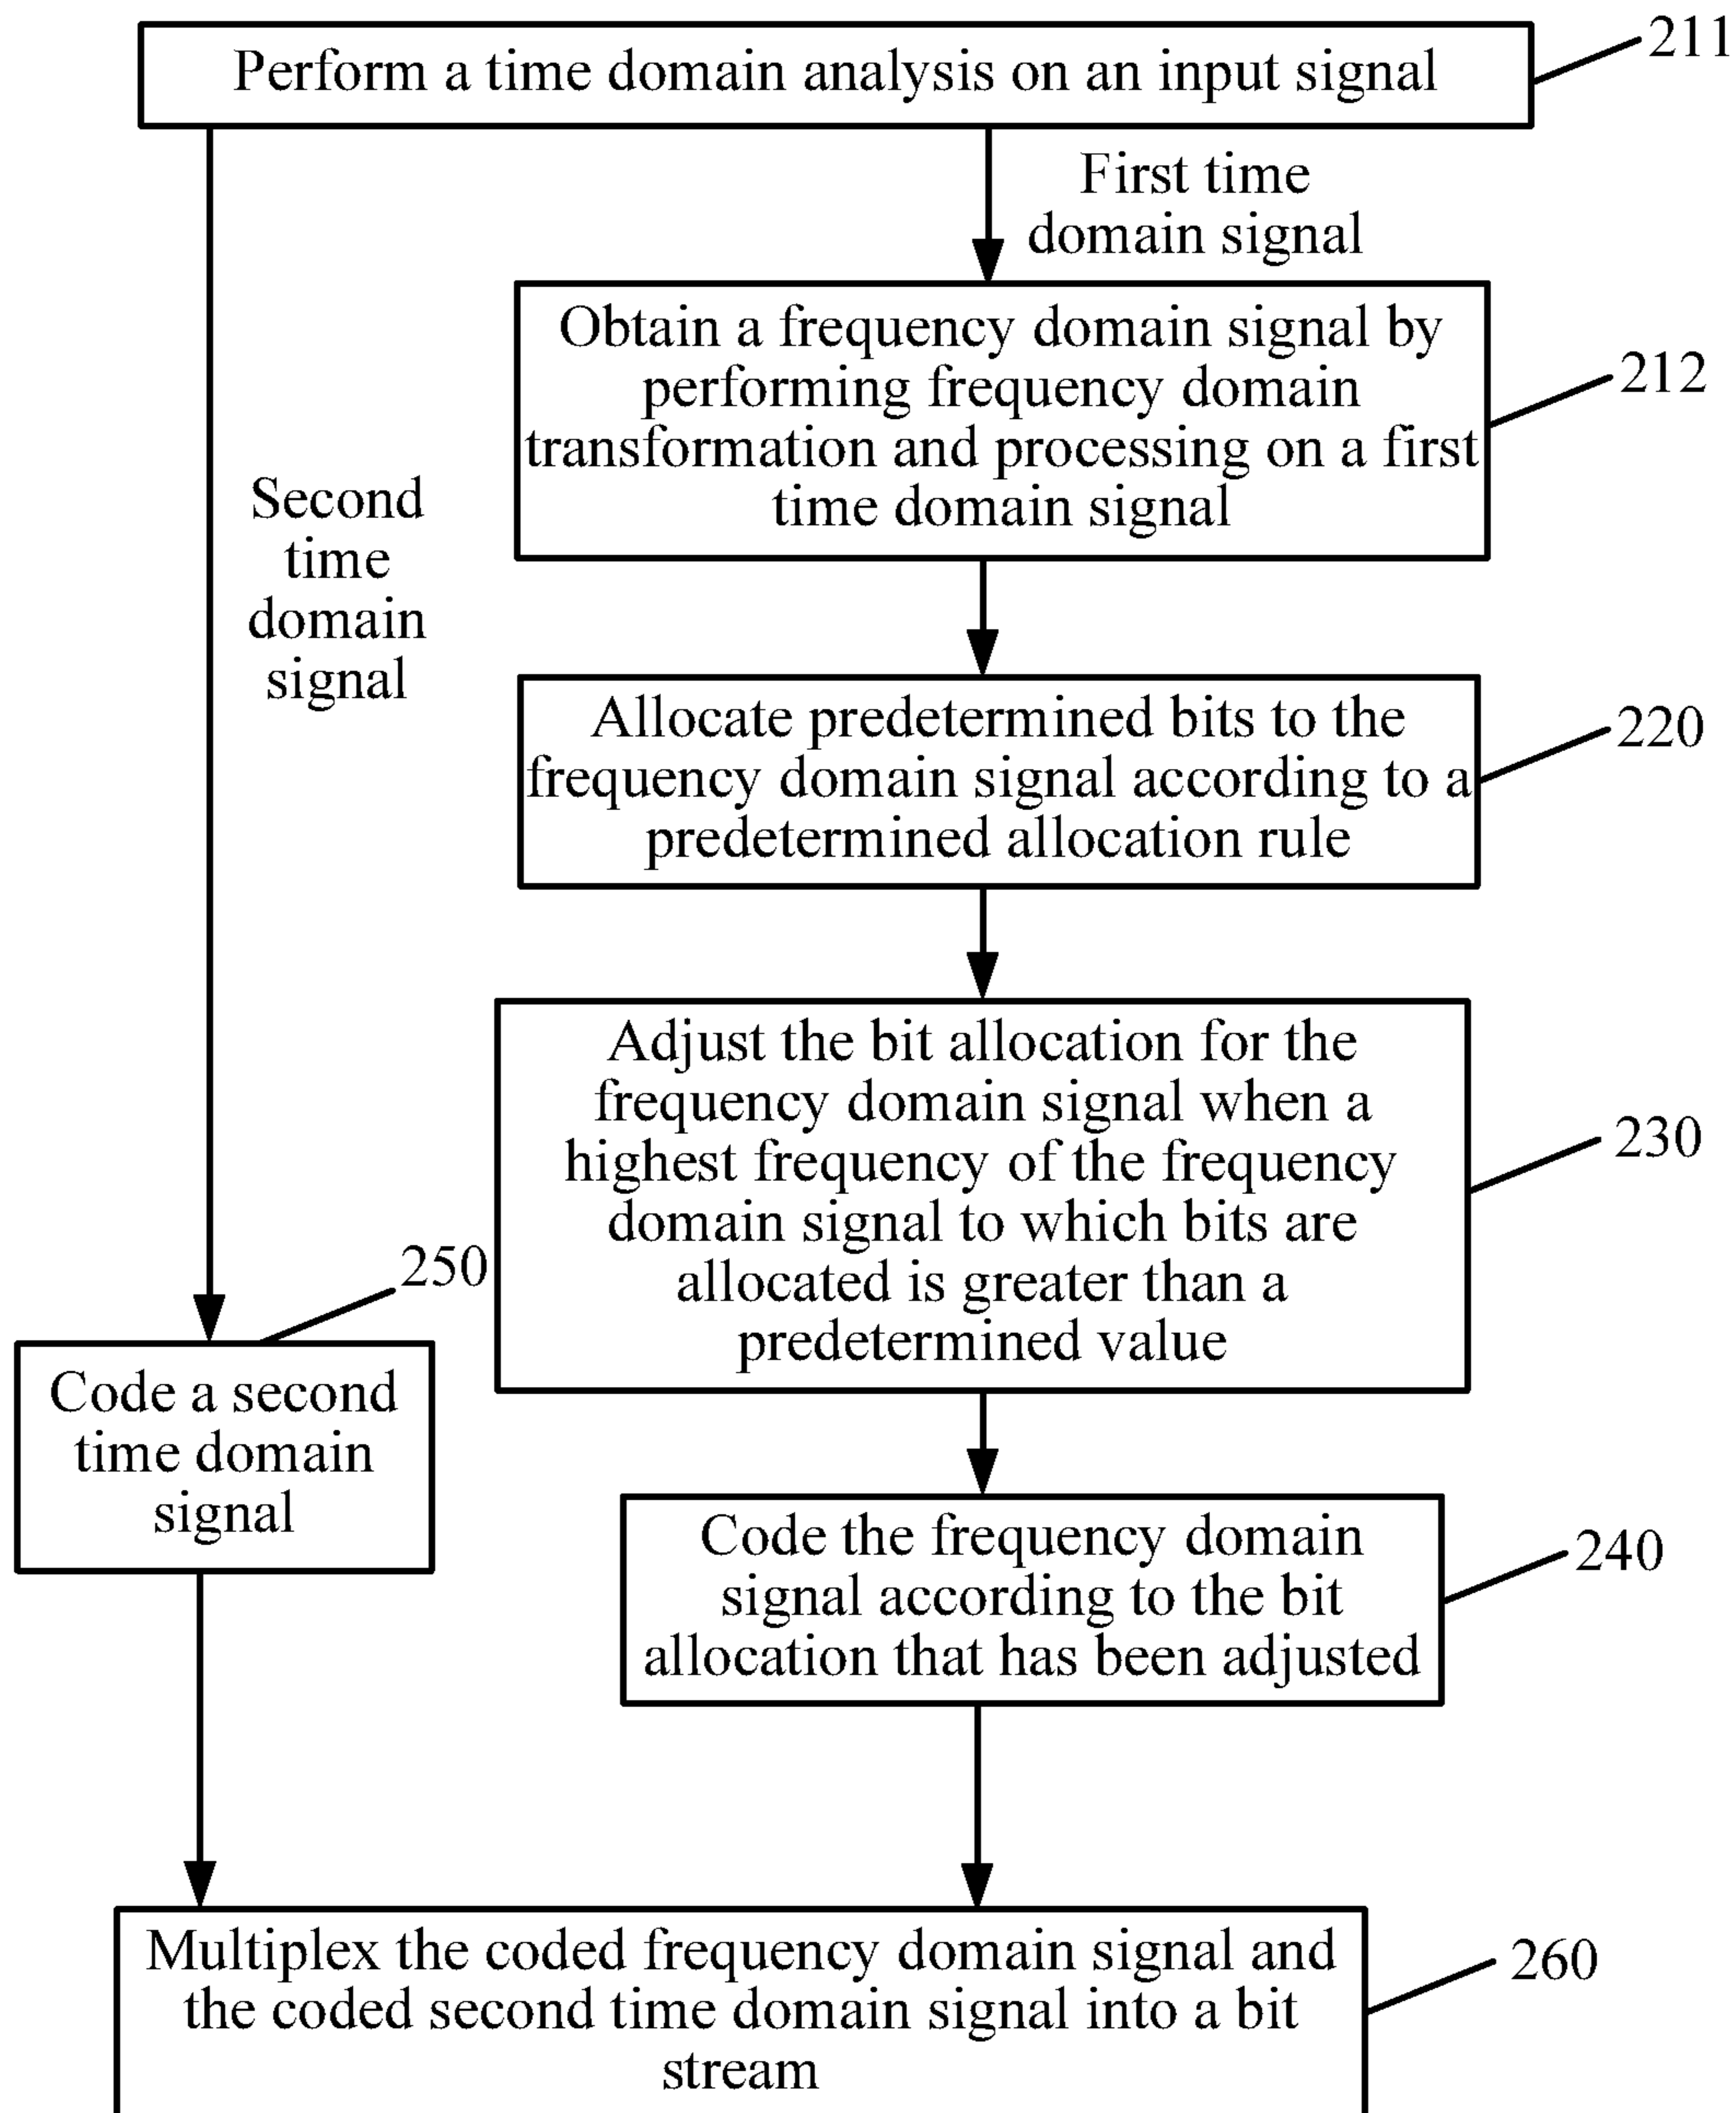 Perform a time domain analysis on an input signal
211
First time
domain signal
Obtain a frequency domain signal by
performing frequency domain
transformation and processing on a first
time domain signal
212
Second
time
domain
signal
Allocate predetermined bits to the
frequency domain signal according to a
predetermined allocation rule
220
Adjust the bit allocation for the
frequency domain signal when a
highest frequency of the frequency
domain signal to which bits are
allocated is greater than a
predetermined value
230
250
Code a second
time domain
signal
Code the frequency domain
signal according to the bit
allocation that has been adjusted
240
Multiplex the coded frequency domain signal and
the coded second time domain signal into a bit
stream
260